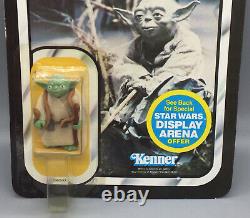 See Back
for Special
STAR WARS
DISPLAY
ARENA
OFFER
Kenner